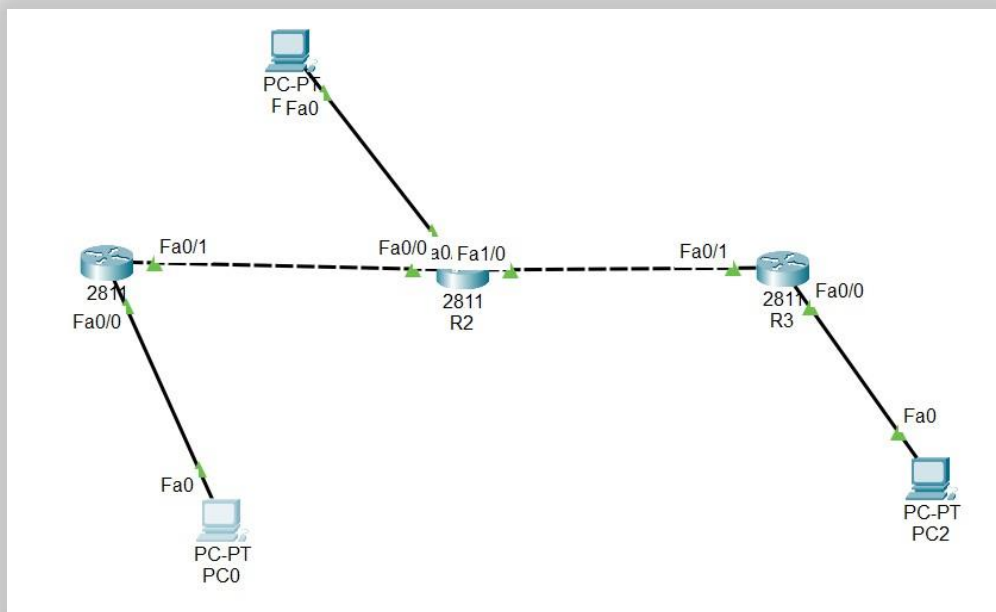 PC-PT
F Fa0
Fa0/1
Fa0/0
Fa1/0
Fa0/1
2811
Fa0/0
2811
R2
2811
R3
Fa0/0
Fa0
Fa0
PC-PT
PC0
PC-PT
PC2